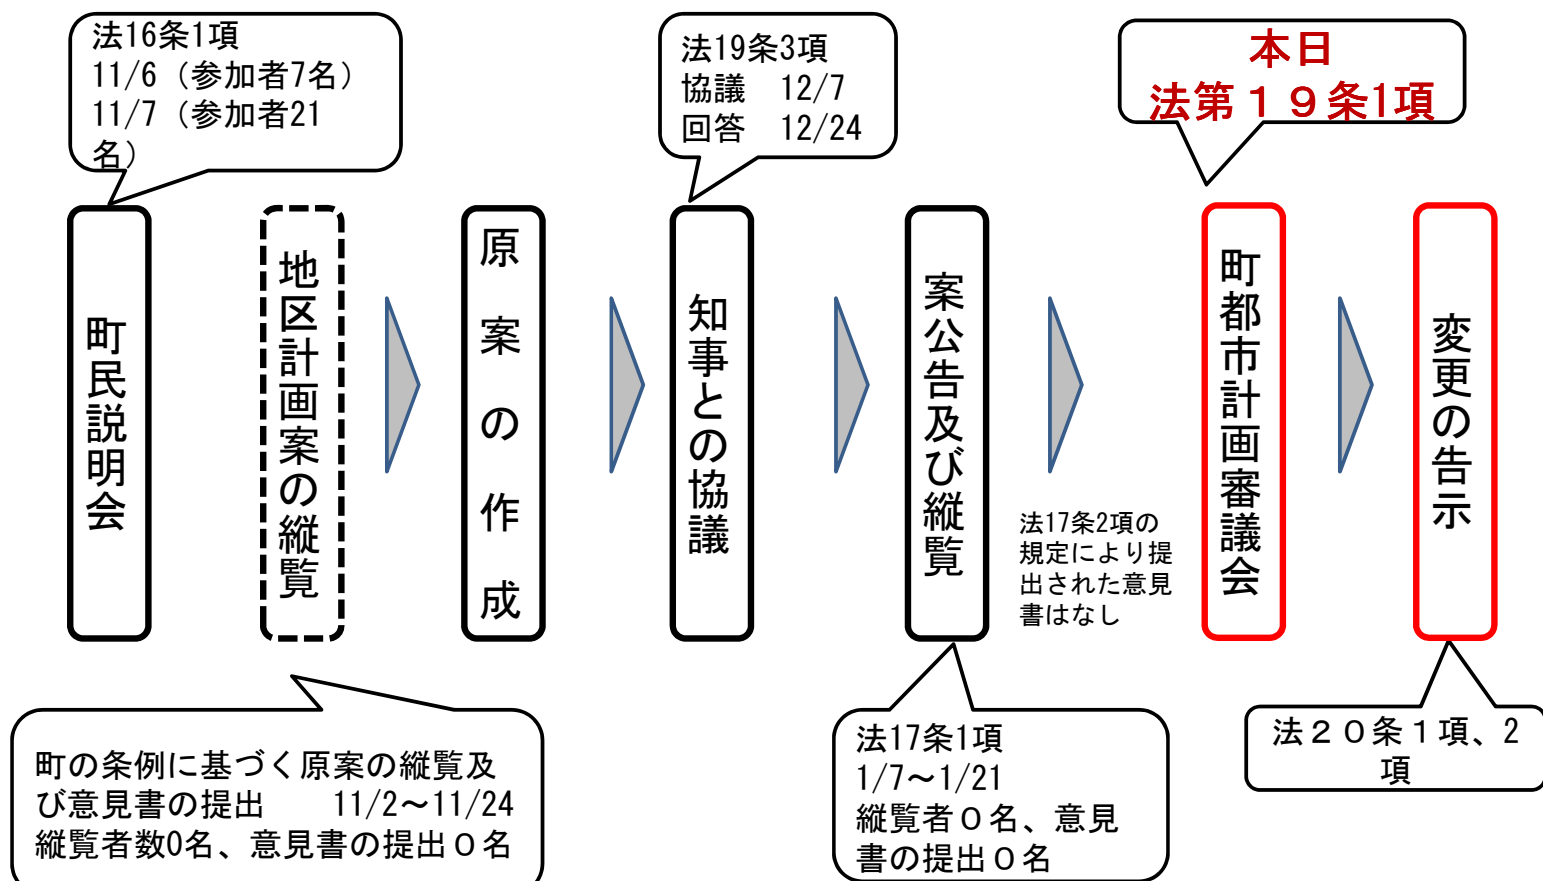 法16条1項
11/6（参加者7名）
11/7（参加者21
名）
法19条3項
協議　12/7
回答　12/24
本日
法第１９条1項
町民説明会
地区計画案の縦覧
原案の作成
知事との協議
案公告及び縦覧
法17条2項の
規定により提
出された意見
書はなし
町都市計画審議会
変更の告示
町の条例に基づく原案の縦覧及
び意見書の提出　　11/2～11/24
縦覧者数0名、意見書の提出０名
法17条1項
1/7～1/21
縦覧者０名、意見
書の提出０名
法２０条１項、2
項